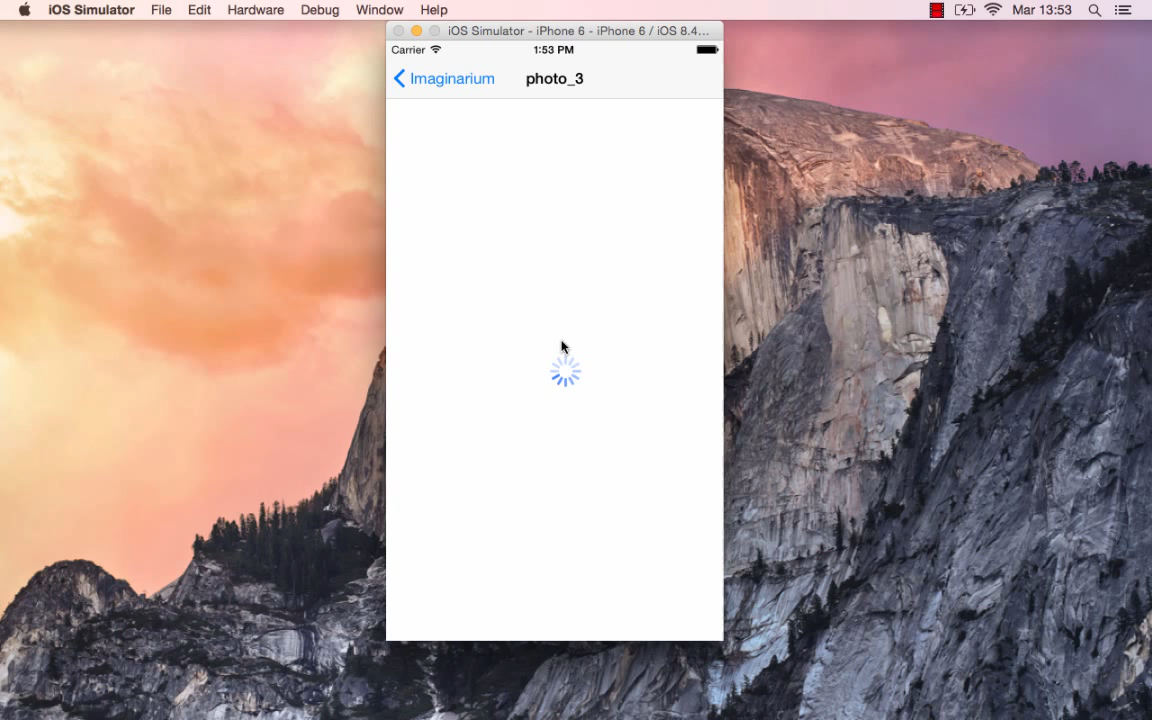 iOS Simulator File Edit Hardware Debug Window Help Mar 13:53
iOS Simulator - iPhone 6 - iPhone 6 / iOS 8.4...
Carrier 1:53 PM
Imaginarium photo_3